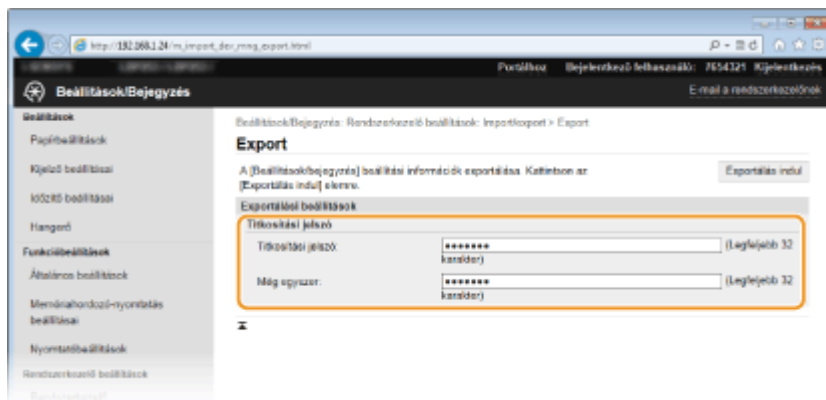 http://192.168.1.24/m_import_dev_mng_export.html
Portálhoz Bejelentkező felhasználó: 7654321 Kijelentkezés
Beállítások/Bejegyzés E-mail a rendszerkezelőnek
Beállítások
Papírbeállítások
Kijelző beállításai
Időzítő beállításai
Hangerő
Funkcióbeállítások
Általános beállítások
Memóriahordozó-nyomtatás
beállításai
Nyomtatóbeállítások
Rendszerkezelő beállítások
Beállítások/Bejegyzés: Rendszerkezelő beállítások: Import/export > Export
Export
A [Beállítások/bejegyzés] beállítási információk exportálása. Kattintson az
[Exportálás indul] elemre.
Exportálás indul
Exportálási beállítások
Titkosítási jelszó
Titkosítási jelszó: ••••••• (Legfeljebb 32
karakter)
Még egyszer: ••••••• (Legfeljebb 32
karakter)